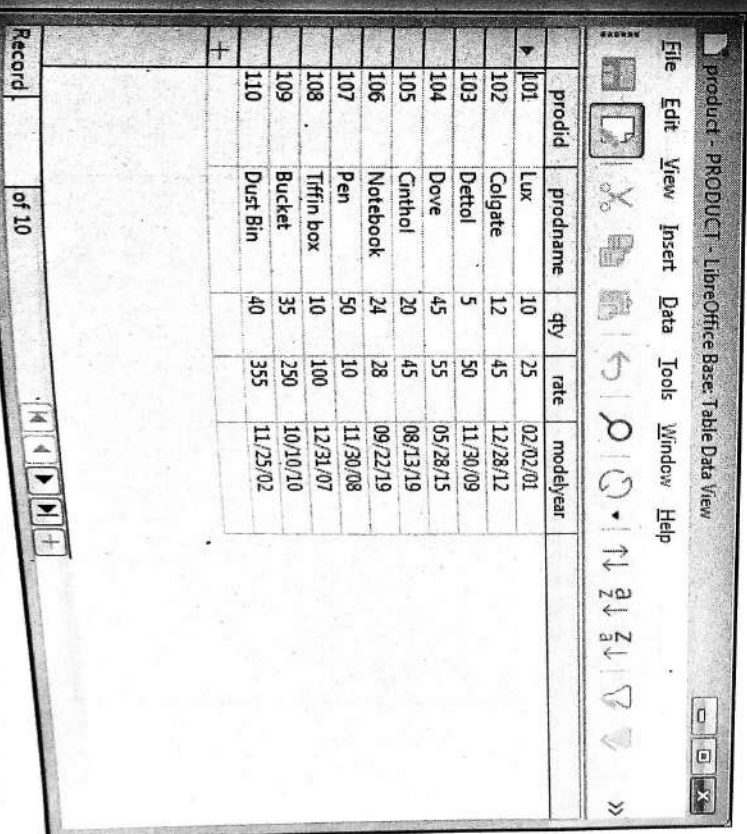 product - PRODUCT - LibreOffice Base: Table Data View
File Edit View Insert Data Tools Window Help
prodid prodname qty rate modelyear
101 Lux 10 25 02/02/01
102 Colgate 12 45 12/28/12
103 Dettol 5 50 11/30/09
104 Dove 45 55 05/28/15
105 Cinthol 20 45 08/13/19
106 Notebook 24 28 09/22/19
107 Pen 50 10 11/30/08
108 Tiffin box 10 100 12/31/07
109 Bucket 35 250 10/10/10
110 Dust Bin 40 355 11/25/02
Record of 10